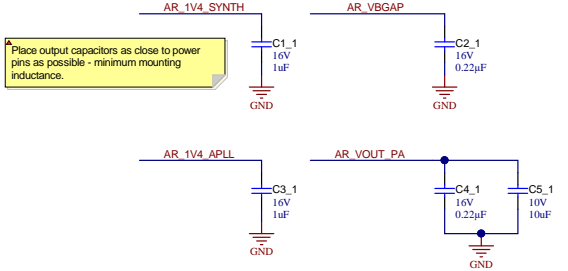 AR_1V4_SYNTH
AR_VBGAP
Place output capacitors as close to power
pins as possible - minimum mounting
inductance.
C1_1
16V
1uF
GND
C2_1
16V
0.22µF
GND
AR_1V4_APLL
AR_VOUT_PA
C3_1
16V
1uF
GND
C4_1
16V
0.22µF
C5_1
10V
10uF
GND